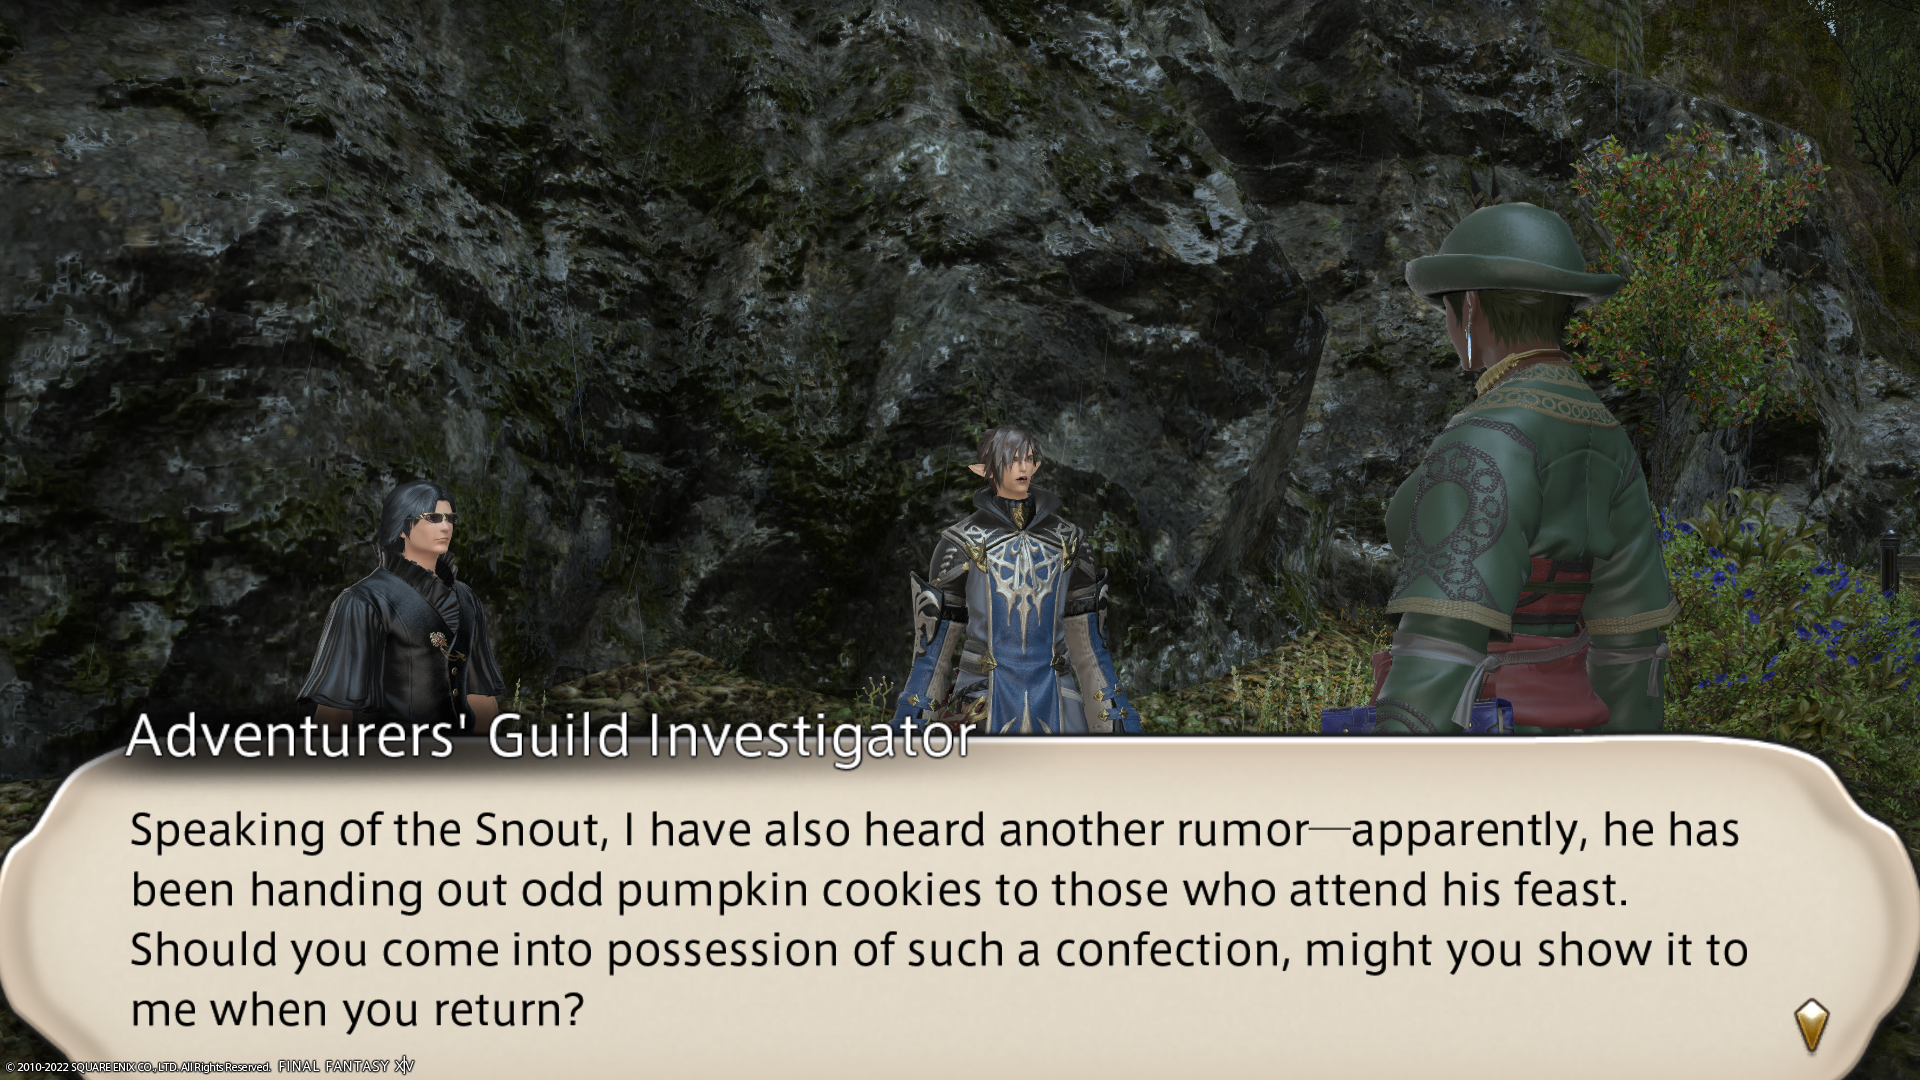 Adventurers' Guild Investigator
Speaking of the Snout, I have also heard another rumor—apparently, he has
been handing out odd pumpkin cookies to those who attend his feast.
Should you come into possession of such a confection, might you show it to
me when you return?
© 2010-2022 SQUARE ENIX CO., LTD. All Rights Reserved. FINAL FANTASY XIV